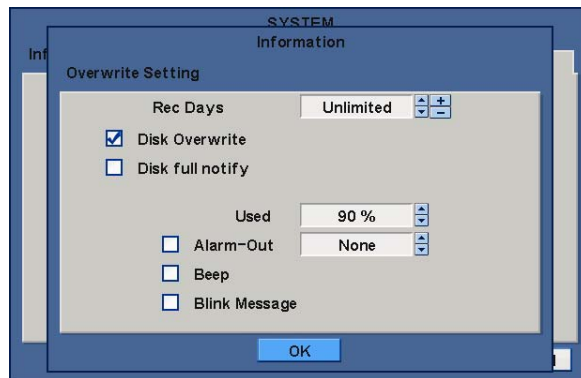 SYSTEM
Information
Inf
Overwrite Setting
Rec Days Unlimited + −
Disk Overwrite
Disk full notify
Used 90 %
Alarm-Out None
Beep
Blink Message
OK